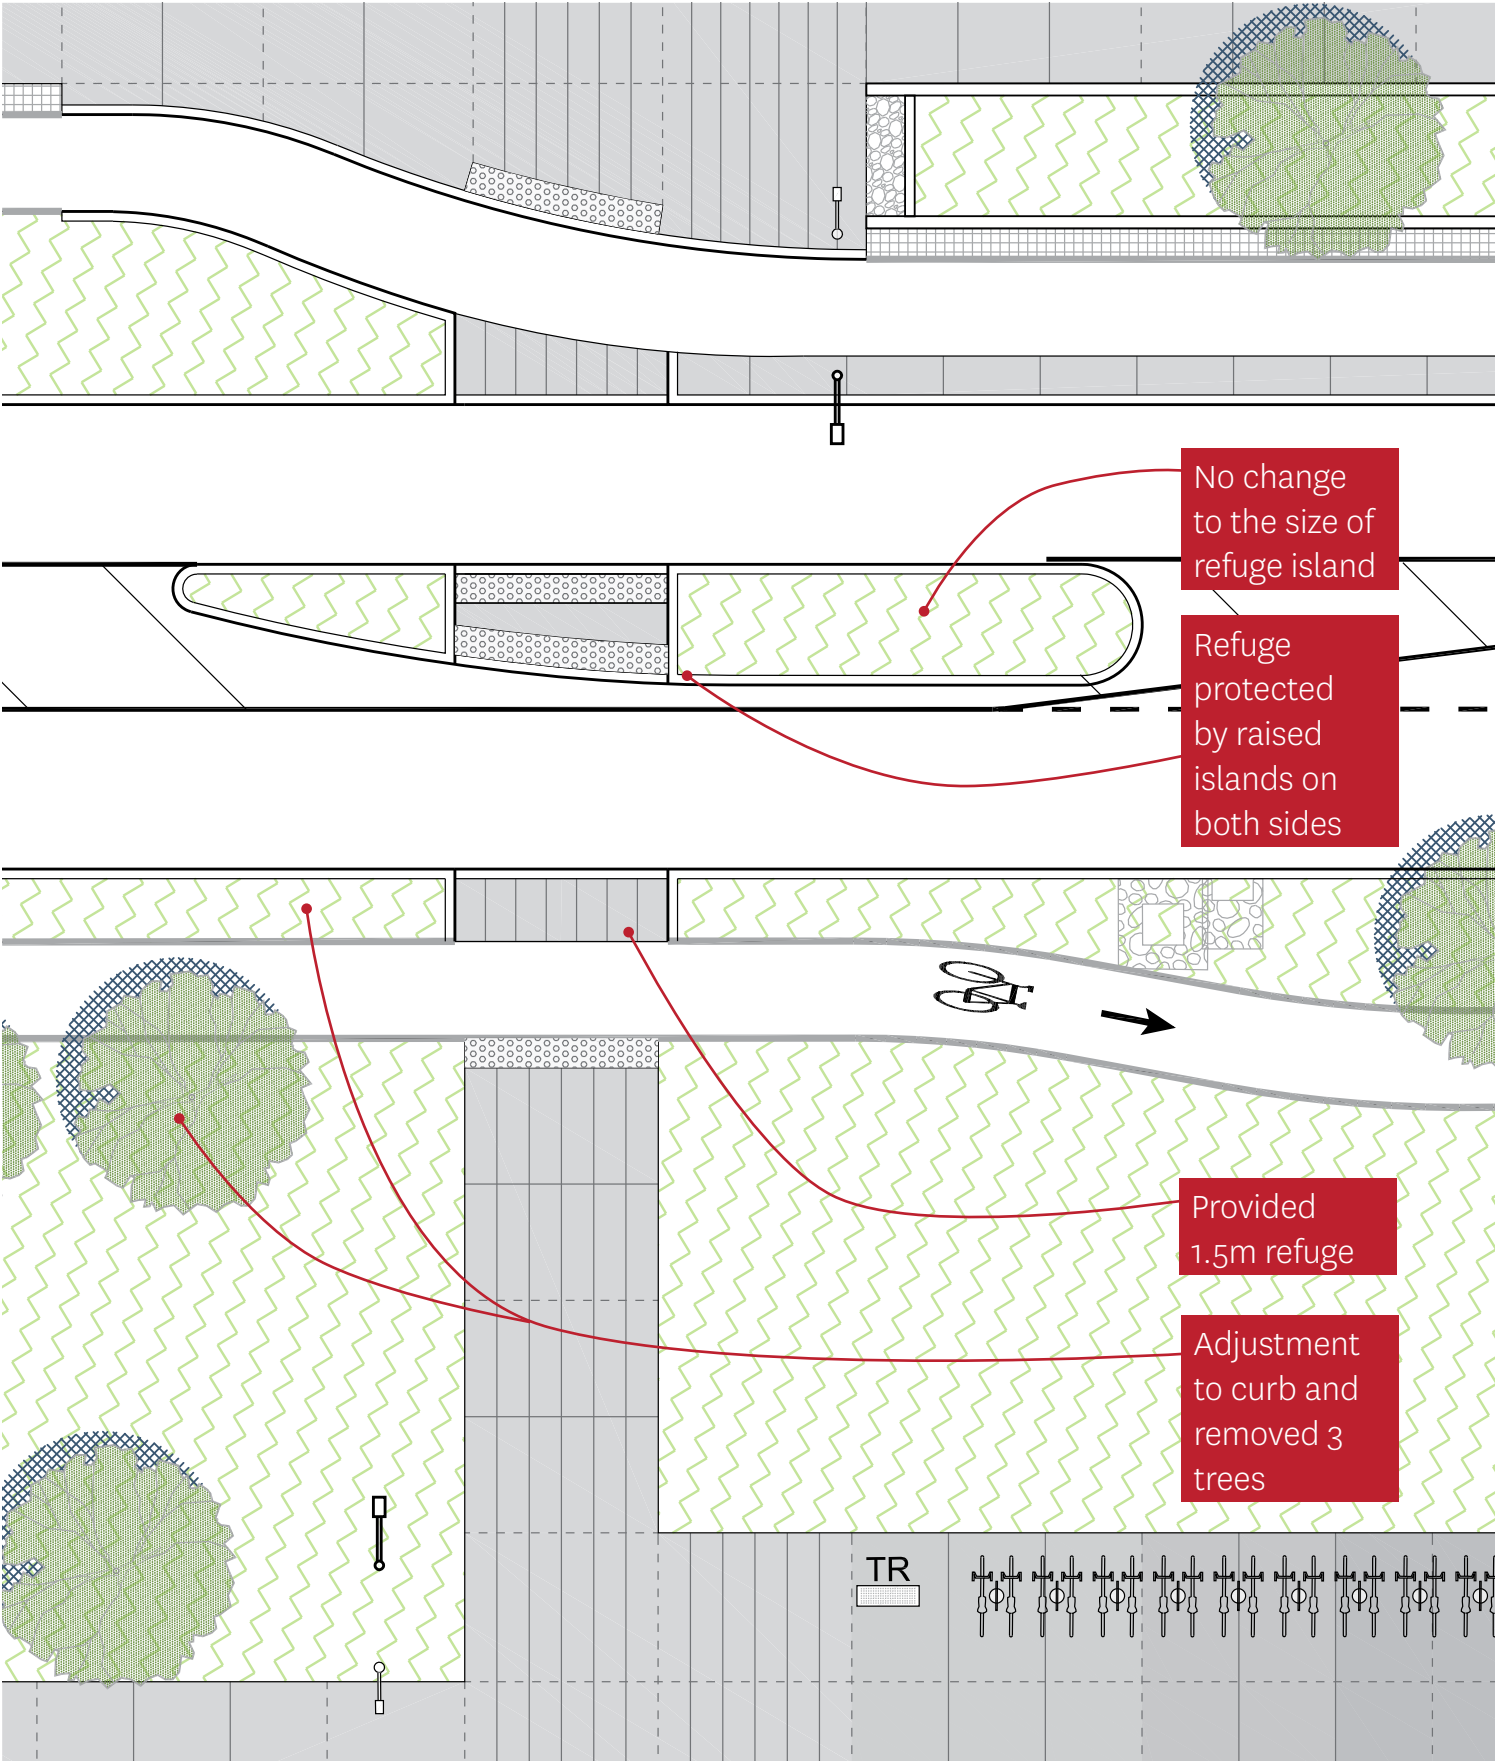 No change
to the size of
refuge island
Refuge
protected
by raised
islands on
both sides
Provided
1.5m refuge
Adjustment
to curb and
removed 3
trees
TR